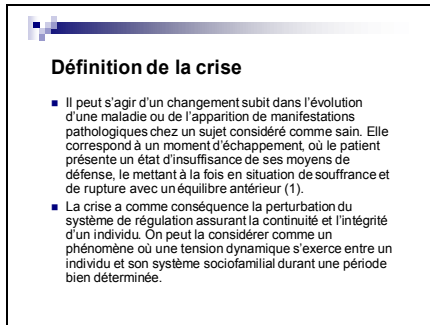 Définition de la crise
Il peut s'agir d'un changement subit dans l'évolution
d'une maladie ou de l'apparition de manifestations
pathologiques chez un sujet considéré comme sain. Elle
correspond à un moment d'échappement, où le patient
présente un état d'insuffisance de ses moyens de
défense, le mettant à la fois en situation de souffrance et
de rupture avec un équilibre antérieur (1).
La crise a comme conséquence la perturbation du
système de régulation assurant la continuité et l'intégrité
d'un individu. On peut la considérer comme un
phénomène où une tension dynamique s'exerce entre un
individu et son système sociofamilial durant une période
bien déterminée.